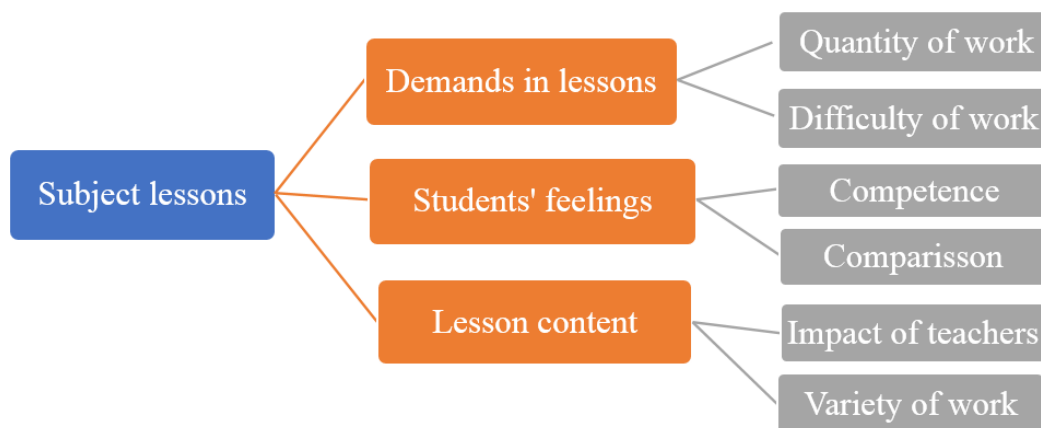 Subject lessons
Demands in lessons
Quantity of work
Difficulty of work
Students' feelings
Competence
Comparisson
Lesson content
Impact of teachers
Variety of work